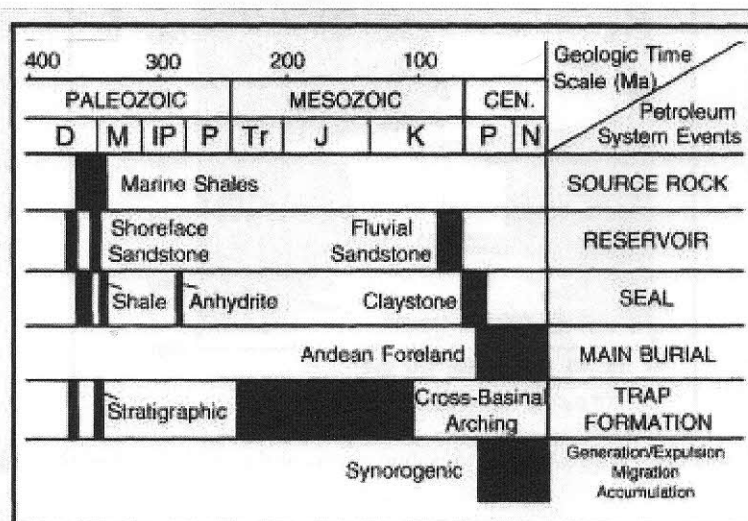 400 300 200 100
Geologic Time
Scale (Ma)
PALEOZOIC MESOZOIC CEN.
Petroleum
System Events
D M IP P Tr J K P N
Marine Shales
SOURCE ROCK
Shoreface
Sandstone
Fluvial
Sandstone
RESERVOIR
Shale Anhydrite Claystone
SEAL
Andean Foreland
MAIN BURIAL
Stratigraphic
Cross-Basinal
Arching
TRAP
FORMATION
Synorogenic
Generation/Expulsion
Migration
Accumulation